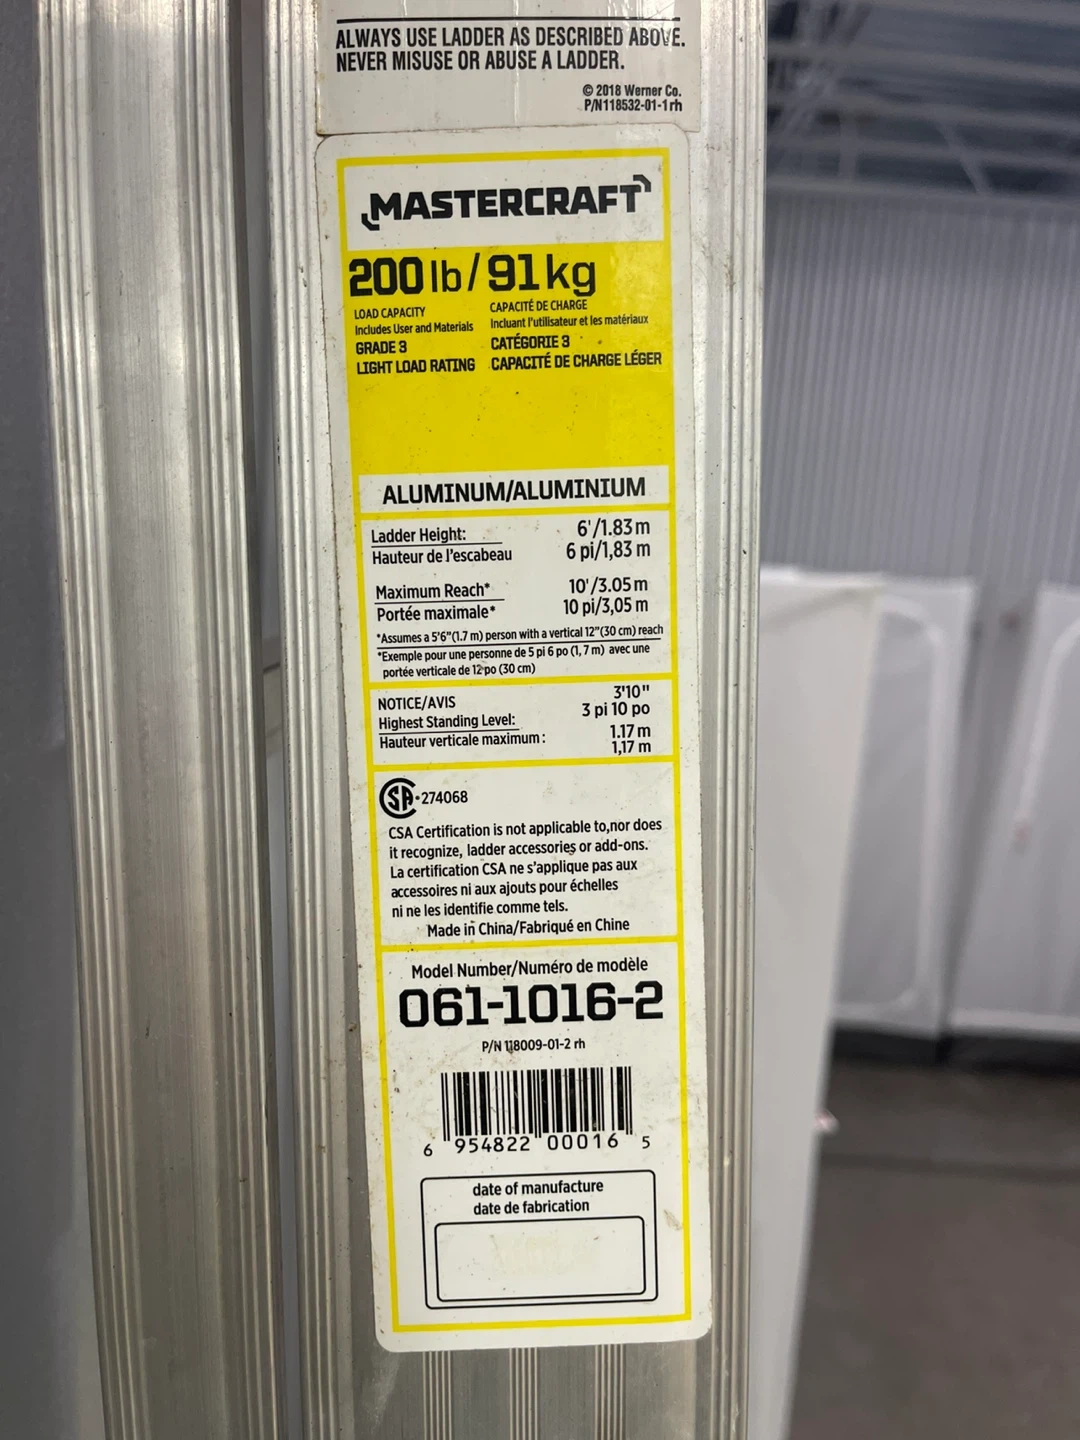 ALWAYS USE LADDER AS DESCRIBED ABOVE.
NEVER MISUSE OR ABUSE A LADDER.
© 2018 Werner Co.
P/N118532-01-1rh
MASTERCRAFT
200 lb/91kg
LOAD CAPACITY
Includes User and Materials
GRADE 3
LIGHT LOAD RATING
CAPACITÉ DE CHARGE
Incluant l'utilisateur et les matériaux
CATÉGORIE 3
CAPACITÉ DE CHARGE LÉGER
ALUMINUM/ALUMINIUM
Ladder Height: 6'/1.83 m
Hauteur de l'escabeau 6 pi/1,83 m
Maximum Reach* 10'/3.05 m
Portée maximale* 10 pi/3,05 m
*Assumes a 5'6"(1.7 m) person with a vertical 12"(30 cm) reach
*Exemple pour une personne de 5 pi 6 po (1, 7 m) avec une
portée verticale de 12 po (30 cm)
NOTICE/AVIS
Highest Standing Level:
Hauteur verticale maximum :
3'10"
3 pi 10 po
1.17 m
1,17 m
SA 274068
CSA Certification is not applicable to,nor does
it recognize, ladder accessories or add-ons.
La certification CSA ne s'applique pas aux
accessoires ni aux ajouts pour échelles
ni ne les identifie comme tels.
Made in China/Fabriqué en Chine
Model Number/Numéro de modèle
061-1016-2
P/N 118009-01-2 rh
6 954822 00016 5
date of manufacture
date de fabrication